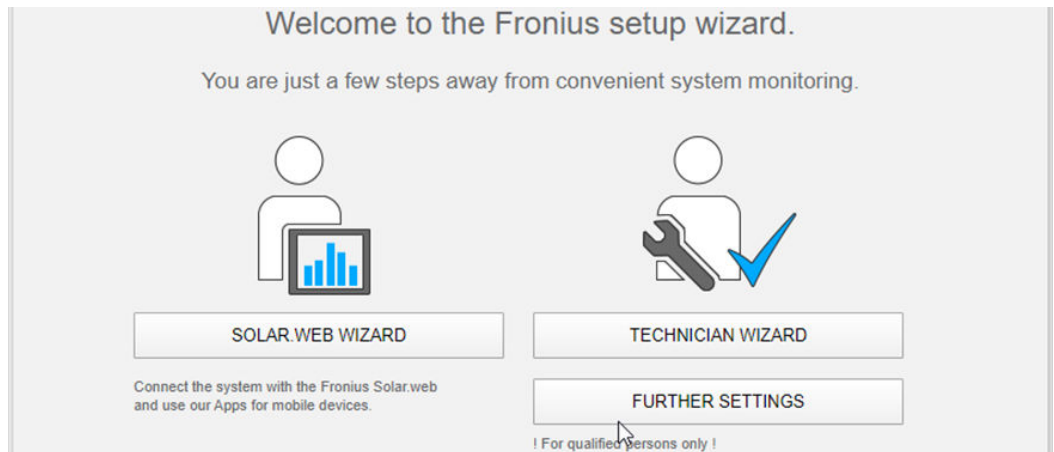 Welcome to the Fronius setup wizard.
You are just a few steps away from convenient system monitoring.
SOLAR.WEB WIZARD
Connect the system with the Fronius Solar.web
and use our Apps for mobile devices.
TECHNICIAN WIZARD
FURTHER SETTINGS
! For qualified persons only !